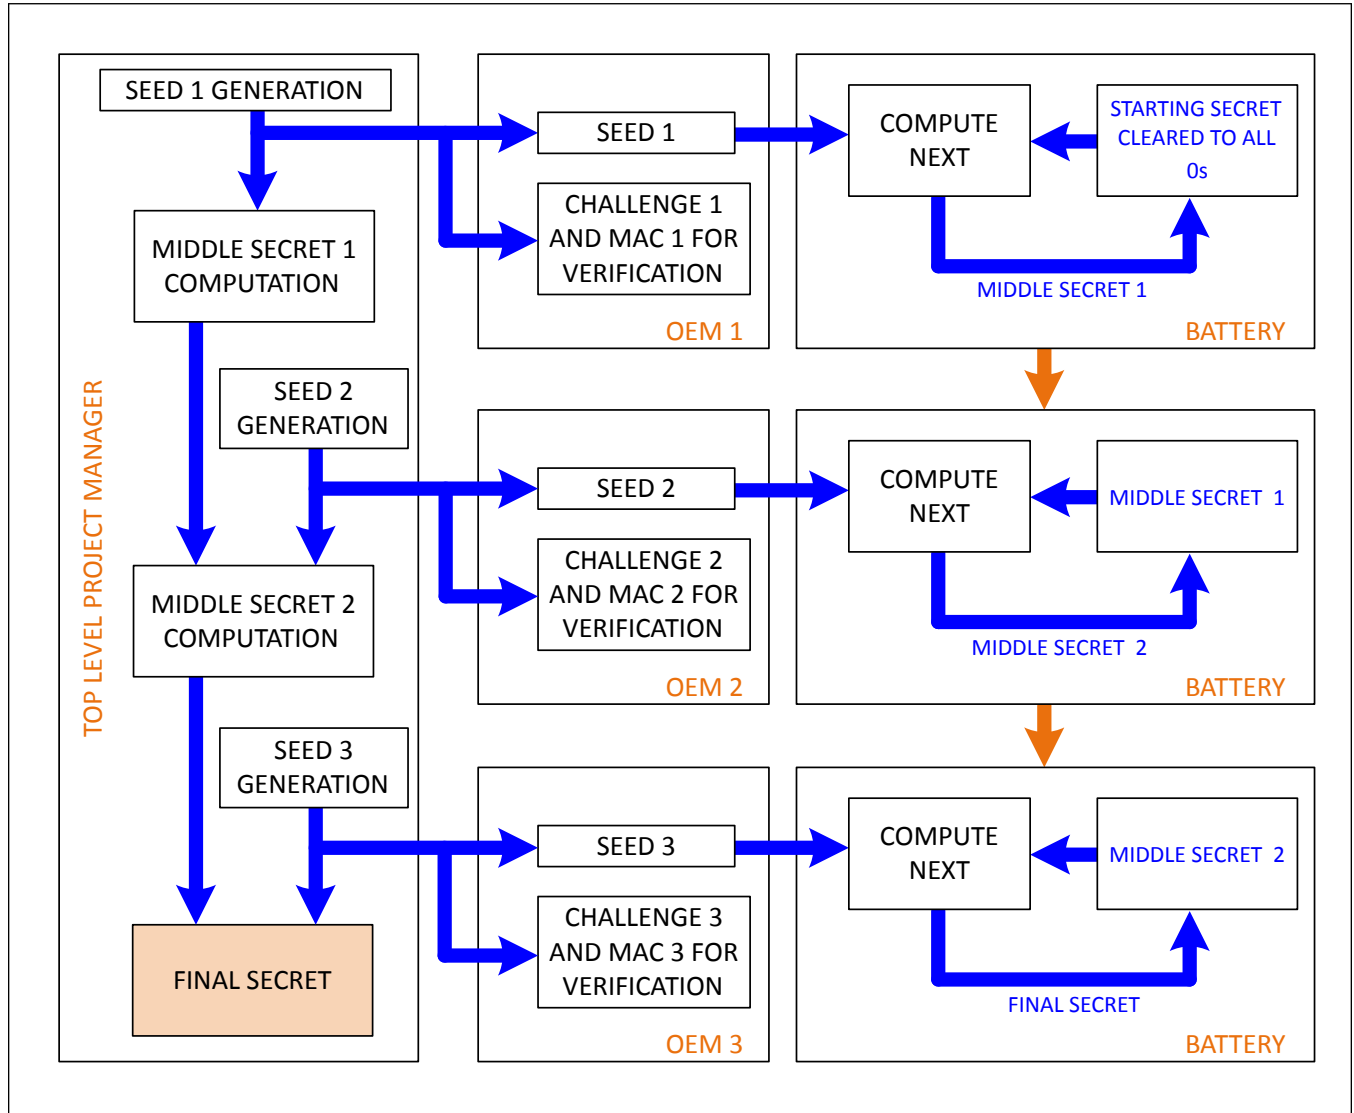 TOP LEVEL PROJECT MANAGER
SEED 1 GENERATION
MIDDLE SECRET 1
COMPUTATION
SEED 2
GENERATION
MIDDLE SECRET 2
COMPUTATION
SEED 3
GENERATION
FINAL SECRET
SEED 1
CHALLENGE 1
AND MAC 1 FOR
VERIFICATION
OEM 1
COMPUTE
NEXT
STARTING SECRET
CLEARED TO ALL
0s
MIDDLE SECRET 1
BATTERY
SEED 2
CHALLENGE 2
AND MAC 2 FOR
VERIFICATION
OEM 2
COMPUTE
NEXT
MIDDLE SECRET 1
MIDDLE SECRET 2
BATTERY
SEED 3
CHALLENGE 3
AND MAC 3 FOR
VERIFICATION
OEM 3
COMPUTE
NEXT
MIDDLE SECRET 2
FINAL SECRET
BATTERY